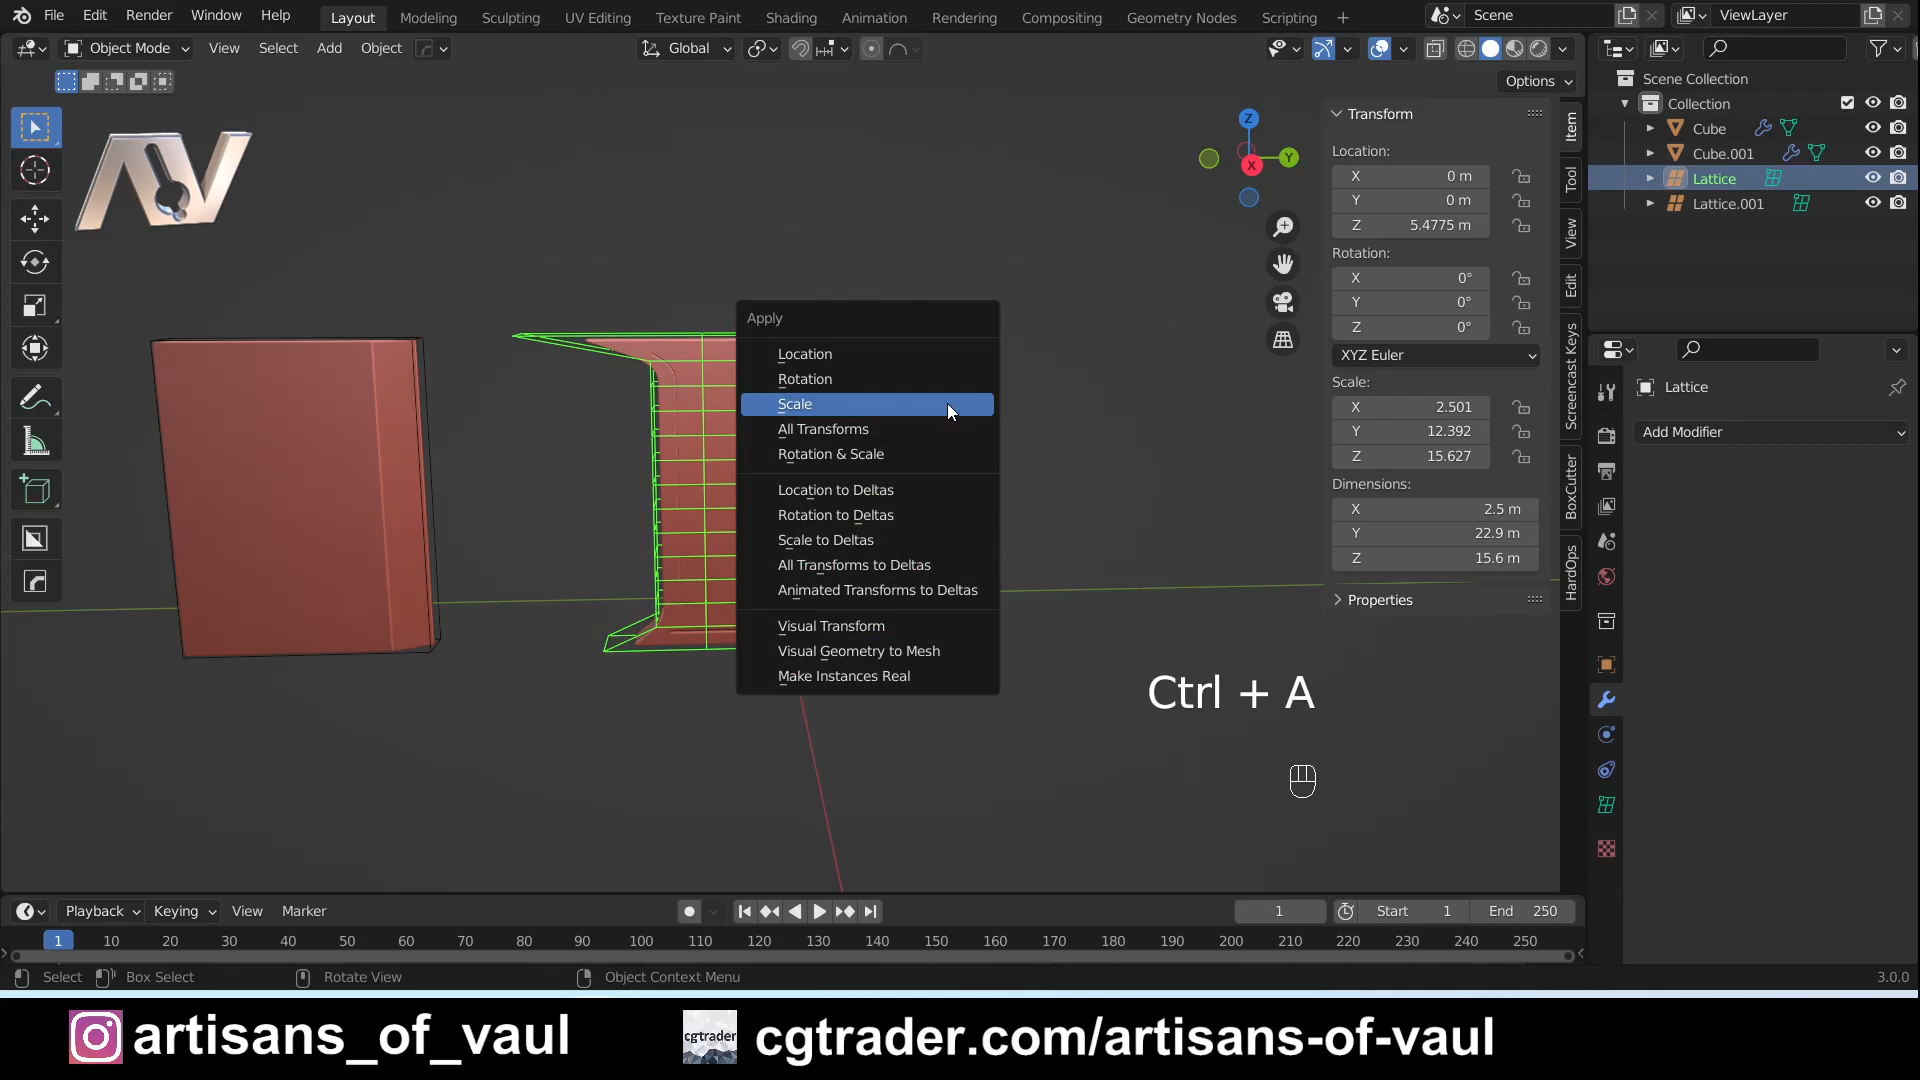 File Edit Render Window Help Layout Modeling Sculpting UV Editing Texture Paint Shading Animation Rendering Compositing Geometry Nodes Scripting + Scene ViewLayer
Object Mode View Select Add Object Global
Options
Scene Collection
Collection
Cube
Cube.001
Lattice
Lattice.001
AV
Z
Y
X
Transform
Location:
X 0 m
Y 0 m
Z 5.4775 m
Rotation:
X 0°
Y 0°
Z 0°
XYZ Euler
Scale:
X 2.501
Y 12.392
Z 15.627
Dimensions:
X 2.5 m
Y 22.9 m
Z 15.6 m
Properties
Item
Tool
View
Edit
Screencast Keys
BoxCutter
HardOps
Lattice
Add Modifier
Apply
Location
Rotation
Scale
All Transforms
Rotation & Scale
Location to Deltas
Rotation to Deltas
Scale to Deltas
All Transforms to Deltas
Animated Transforms to Deltas
Visual Transform
Visual Geometry to Mesh
Make Instances Real
Ctrl + A
Playback Keying View Marker 1 Start 1 End 250
1 10 20 30 40 50 60 70 80 90 100 110 120 130 140 150 160 170 180 190 200 210 220 230 240 250
Select Box Select Rotate View Object Context Menu 3.0.0
artisans_of_vaul cgtrader cgtrader.com/artisans-of-vaul